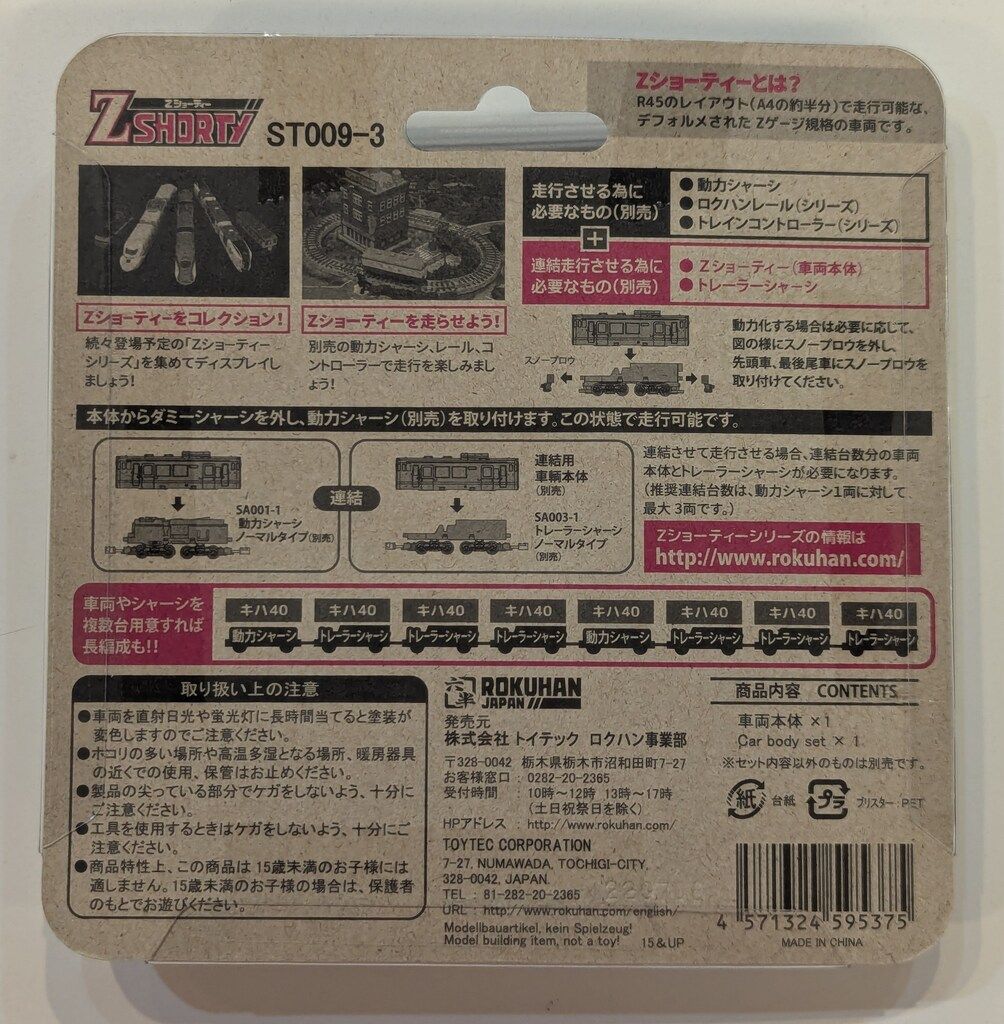 Zショーティー
Z SHORTY
ST009-3
Zショーティーとは？
R45のレイアウト（A4の約半分）で走行可能な、
デフォルメされた Zゲージ規格の車両です。
走行させる為に
必要なもの（別売）
●動力シャーシ
●ロクハンレール（シリーズ）
●トレインコントローラー（シリーズ）
+
連結走行させる為に
必要なもの（別売）
●Zショーティー（車両本体）
●トレーラーシャーシ
Zショーティーをコレクション！
続々登場予定の「Zショーティー
シリーズ」を集めてディスプレイし
ましょう！
Zショーティーを走らせよう！
別売の動力シャーシ、レール、コ
ントローラーで走行を楽しみまし
ょう！
スノープロウ
動力化する場合は必要に応じて、
図の様にスノープロウを外し、
先頭車、最後尾車にスノープロウを
取り付けてください。
本体からダミーシャーシを外し、動力シャーシ（別売）を取り付けます。この状態で走行可能です。
SA001-1
動力シャーシ
ノーマルタイプ（別売）
連結
連結用
車輌本体
（別売）
SA003-1
トレーラーシャーシ
ノーマルタイプ
（別売）
連結させて走行させる場合、連結台数分の車両
本体とトレーラーシャーシが必要になります。
（推奨連結台数は、動力シャーシ1両に対して
最大 3両です。）
Zショーティーシリーズの情報は
http://www.rokuhan.com/
車両やシャーシを
複数台用意すれば
長編成も！！
キハ40 キハ40 キハ40 キハ40 キハ40 キハ40 キハ40 キハ40
動力シャーシ トレーラーシャーシ トレーラーシャーシ トレーラーシャーシ 動力シャーシ トレーラーシャーシ トレーラーシャーシ トレーラーシャーシ
取り扱い上の注意
●車両を直射日光や蛍光灯に長時間当てると塗装が
変色しますのでご注意ください。
●ホコリの多い場所や高温多湿となる場所、暖房器具
の近くでの使用、保管はお止めください。
●製品の尖っている部分でケガをしないよう、十分に
ご注意ください。
●工具を使用するときはケガをしないよう、十分にご
注意ください。
●商品特性上、この商品は 15歳未満のお子様には
適しません。15歳未満のお子様の場合は、保護者
のもとでお遊びください。
六半 ROKUHAN
JAPAN
発売元
株式会社 トイテック ロクハン事業部
〒328-0042 栃木県栃木市沼和田町7-27
お客様窓口 : 0282-20-2365
受付時間 : 10時〜12時 13時〜17時
（土日祝祭日を除く）
HPアドレス : http://www.rokuhan.com/
TOYTEC CORPORATION
7-27, NUMAWADA, TOCHIGI-CITY,
328-0042, JAPAN.
TEL : 81-282-20-2365
URL : http://www.rokuhan.com/english/
Modellbauartikel, kein Spielzeug!
Model building item, not a toy! 15&UP
商品内容 CONTENTS
車両本体 ×1
Car body set × 1
※セット内容以外のものは別売です。
紙 台紙 プラ ブリスター : PET
4 571324 595375
MADE IN CHINA